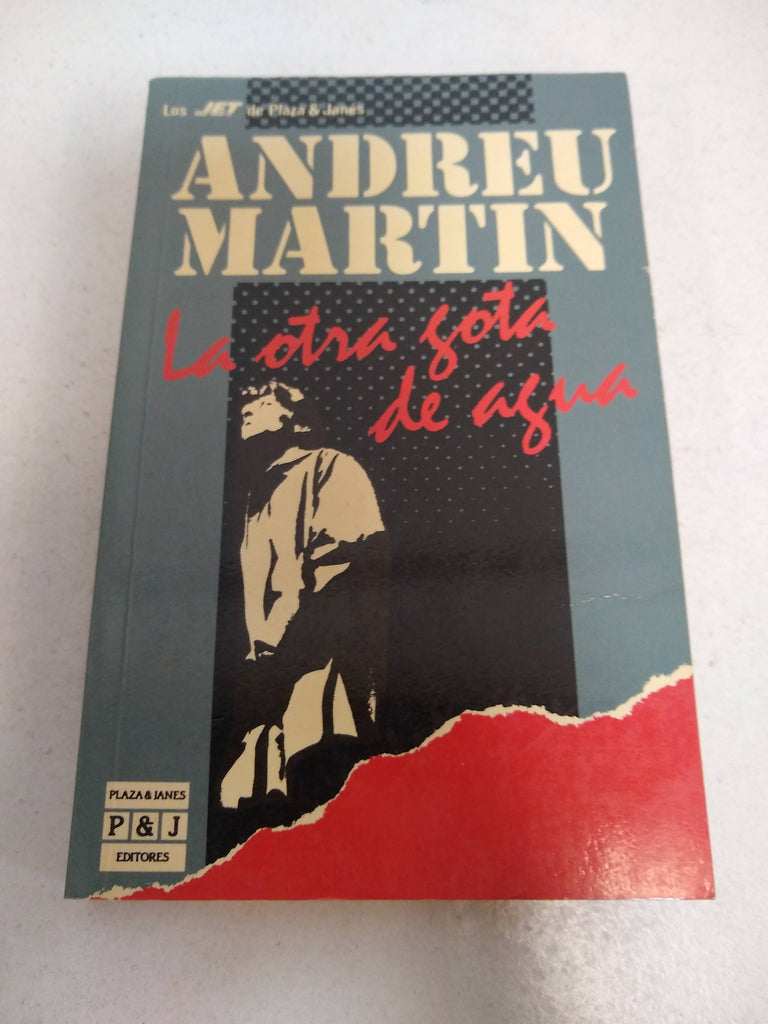 Los JET de Plaza & Janés
ANDREU
MARTIN
La otra gota
de agua
PLAZA & JANES
P & J
EDITORES